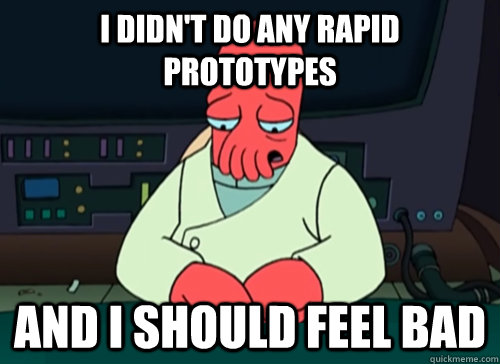 I DIDN'T DO ANY RAPID
PROTOTYPES
AND I SHOULD FEEL BAD
quickmeme.com